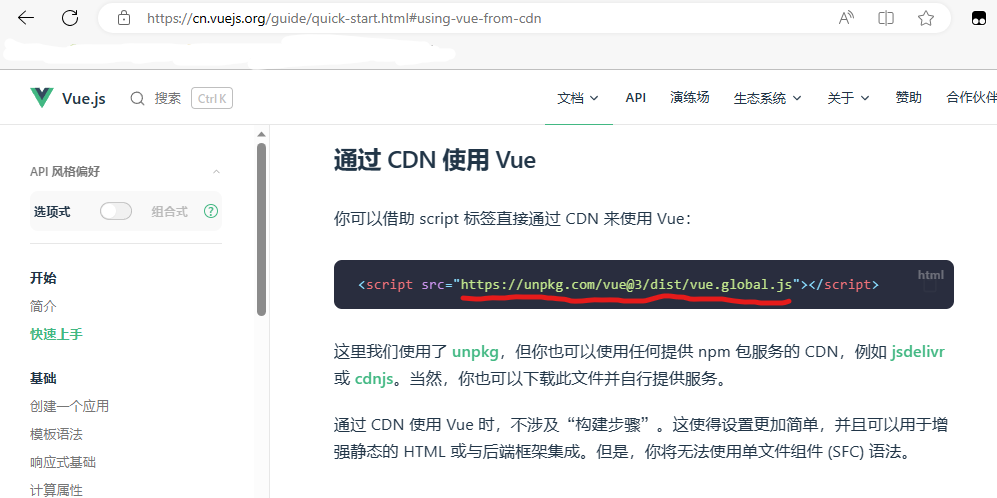 https://cn.vuejs.org/guide/quick-start.html#using-vue-from-cdn
Vue.js 搜索 Ctrl K 文档 API 演练场 生态系统 关于 赞助 合作伙伴
API 风格偏好
选项式 组合式 ?
开始
简介
快速上手
基础
创建一个应用
模板语法
响应式基础
计算属性
通过 CDN 使用 Vue
你可以借助 script 标签直接通过 CDN 来使用 Vue：
html
<script src="https://unpkg.com/vue@3/dist/vue.global.js"></script>
这里我们使用了 unpkg，但你也可以使用任何提供 npm 包服务的 CDN，例如 jsdelivr
或 cdnjs。当然，你也可以下载此文件并自行提供服务。
通过 CDN 使用 Vue 时，不涉及“构建步骤”。这使得设置更加简单，并且可以用于增
强静态的 HTML 或与后端框架集成。但是，你将无法使用单文件组件 (SFC) 语法。